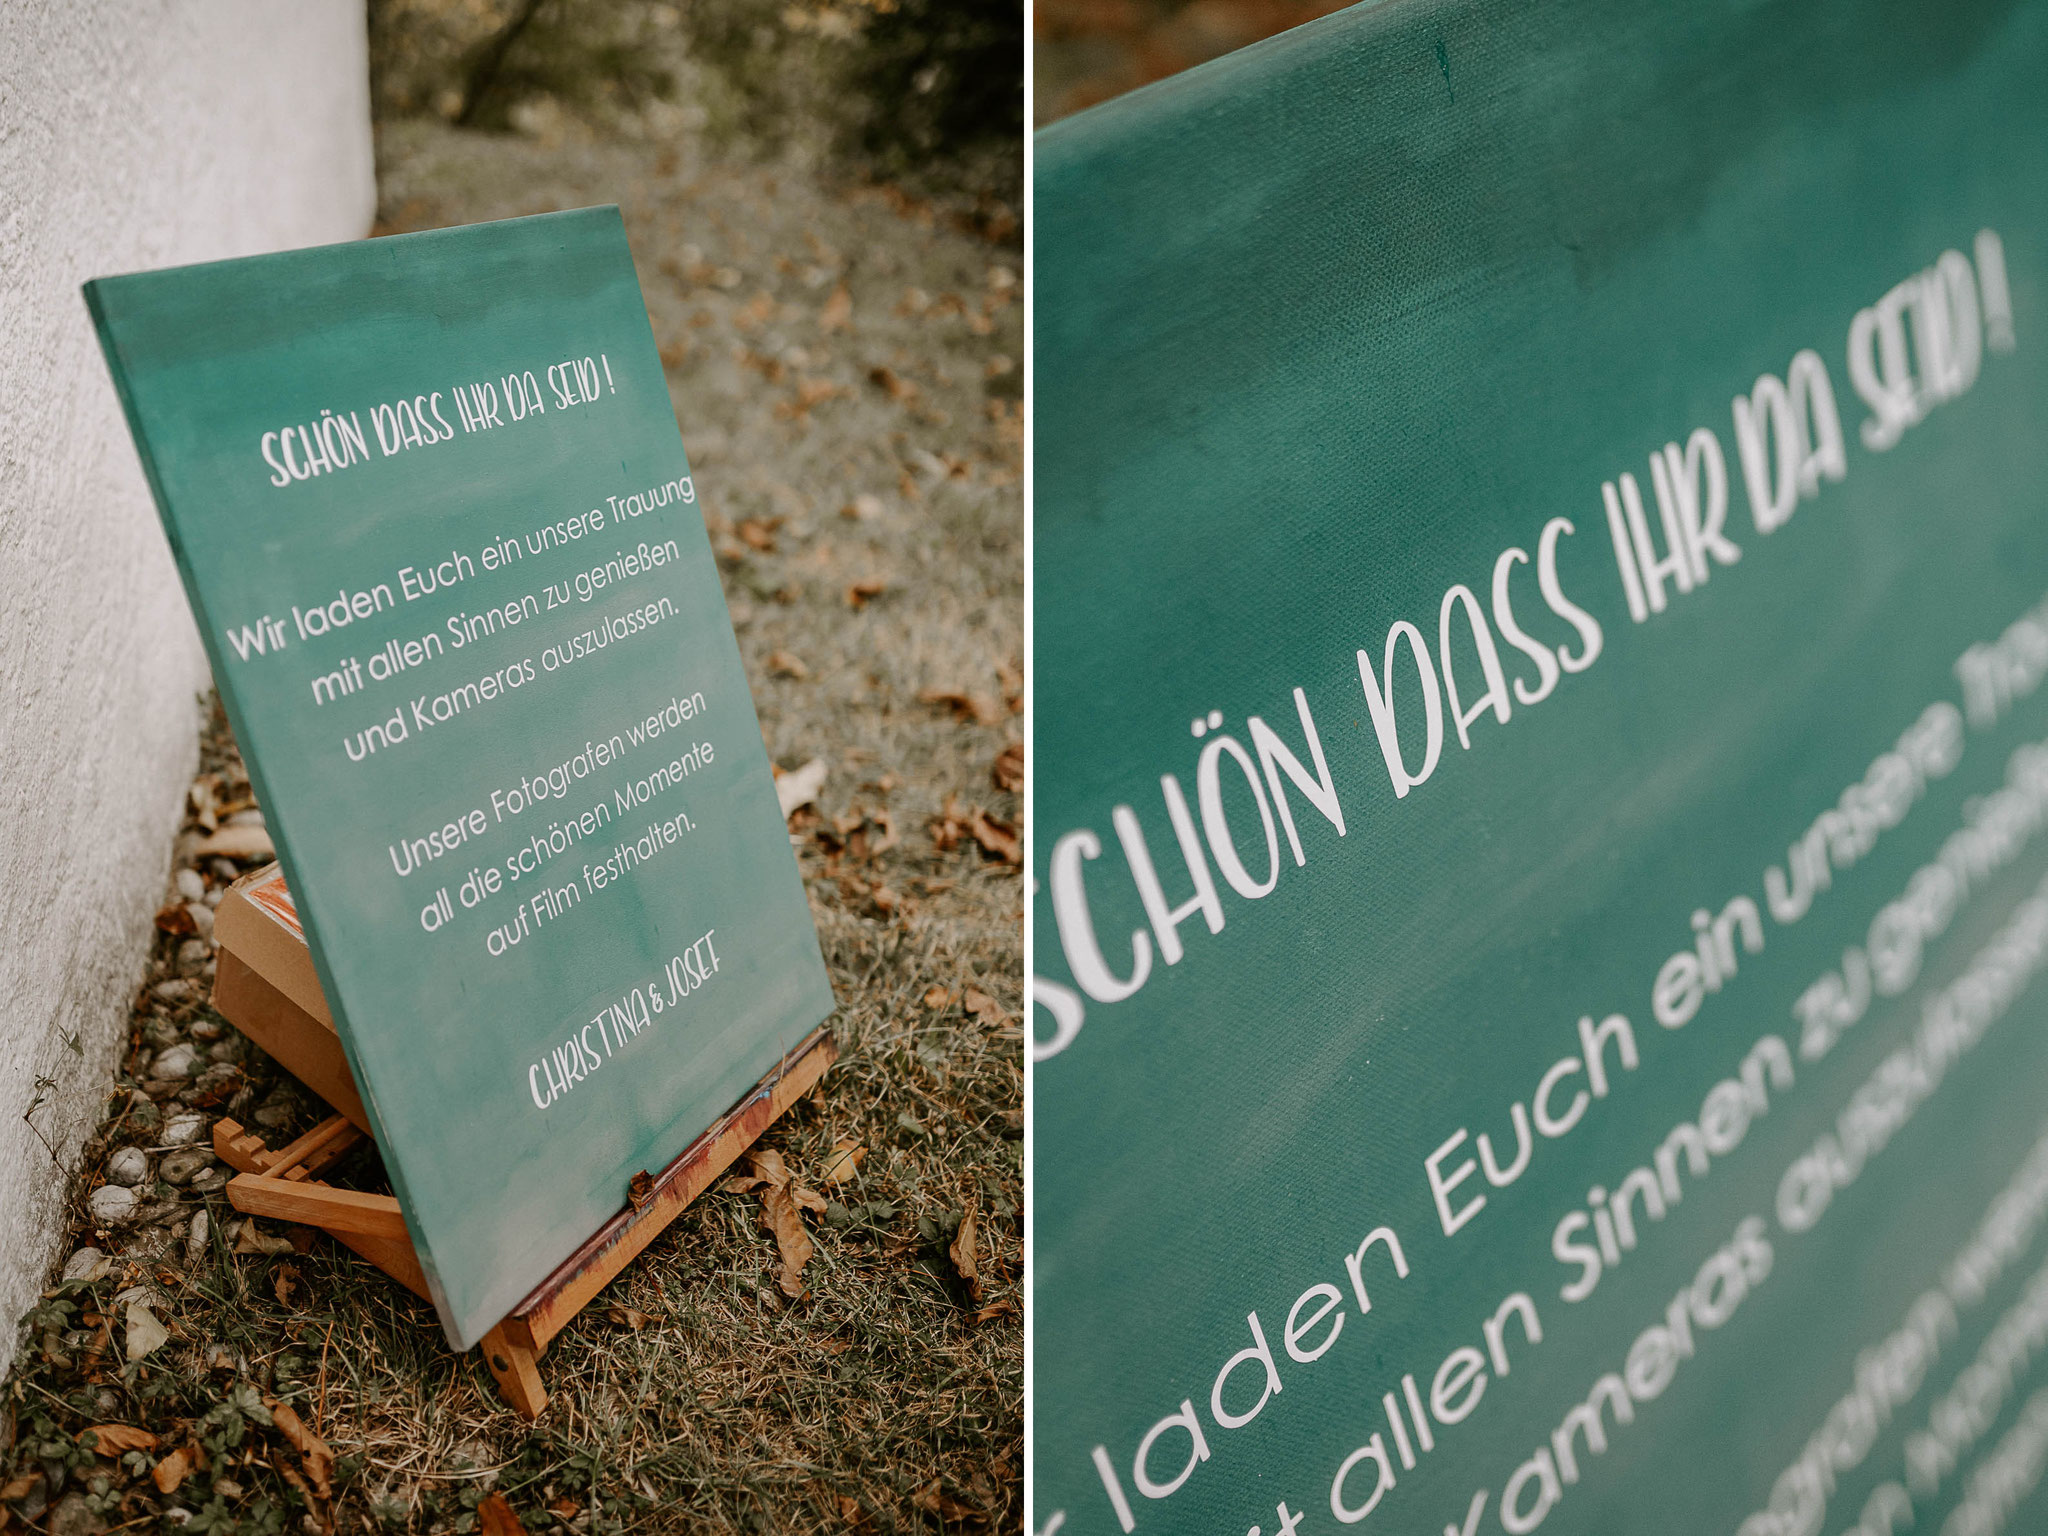 SCHÖN DASS IHR DA SEID!
Wir laden Euch ein unsere Trauung
mit allen Sinnen zu genießen
und Kameras auszulassen.
Unsere Fotografen werden
all die schönen Momente
auf Film festhalten.
CHRISTINA & JOSEF
SCHÖN DASS IHR DA SEID!
laden Euch ein unsere
allen Sinnen zu
Kameras